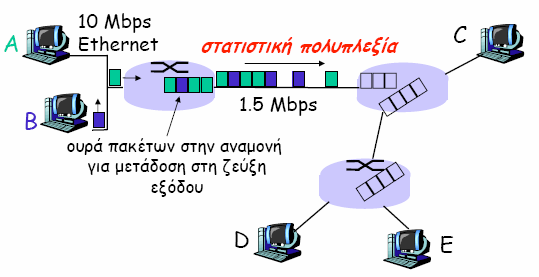 A
10 Mbps
Ethernet
στατιστική πολυπλεξία
C
B
1.5 Mbps
ουρά πακέτων στην αναμονή
για μετάδοση στη ζεύξη
εξόδου
D
E